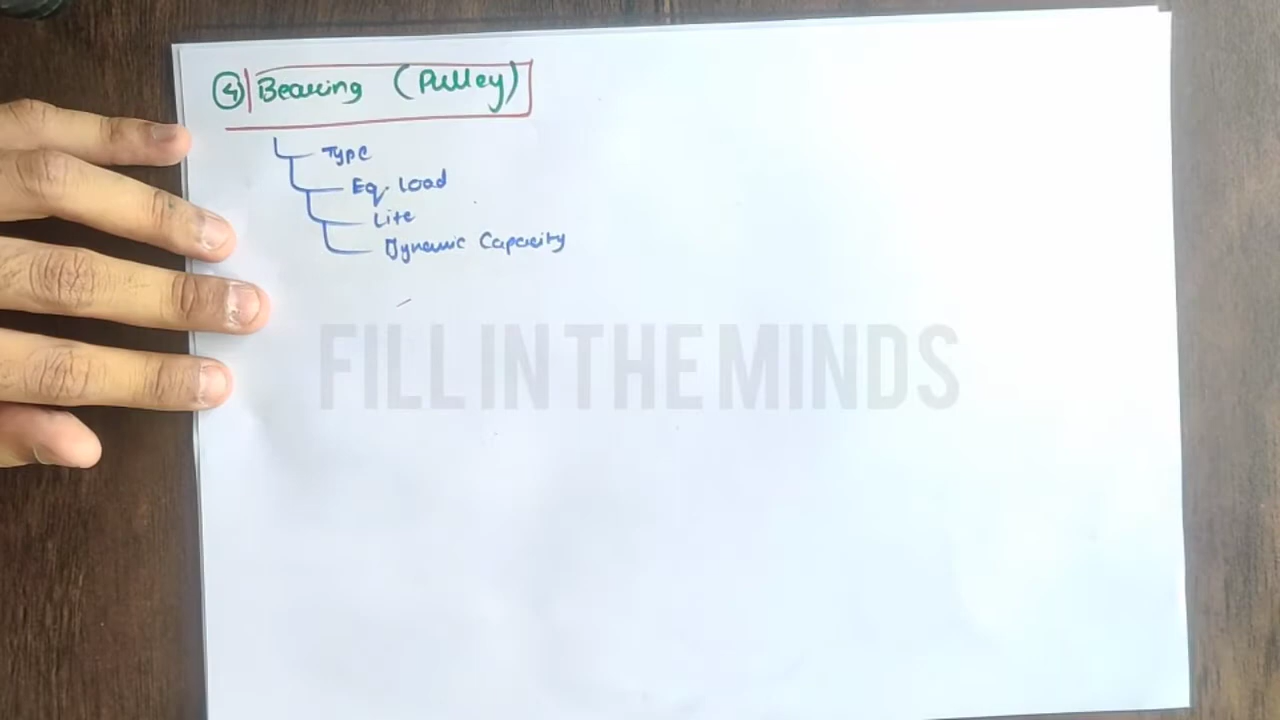 ④ Bearing (Pulley)
Type
Eq. Load
Life
Dynamic Capacity
FILL IN THE MINDS